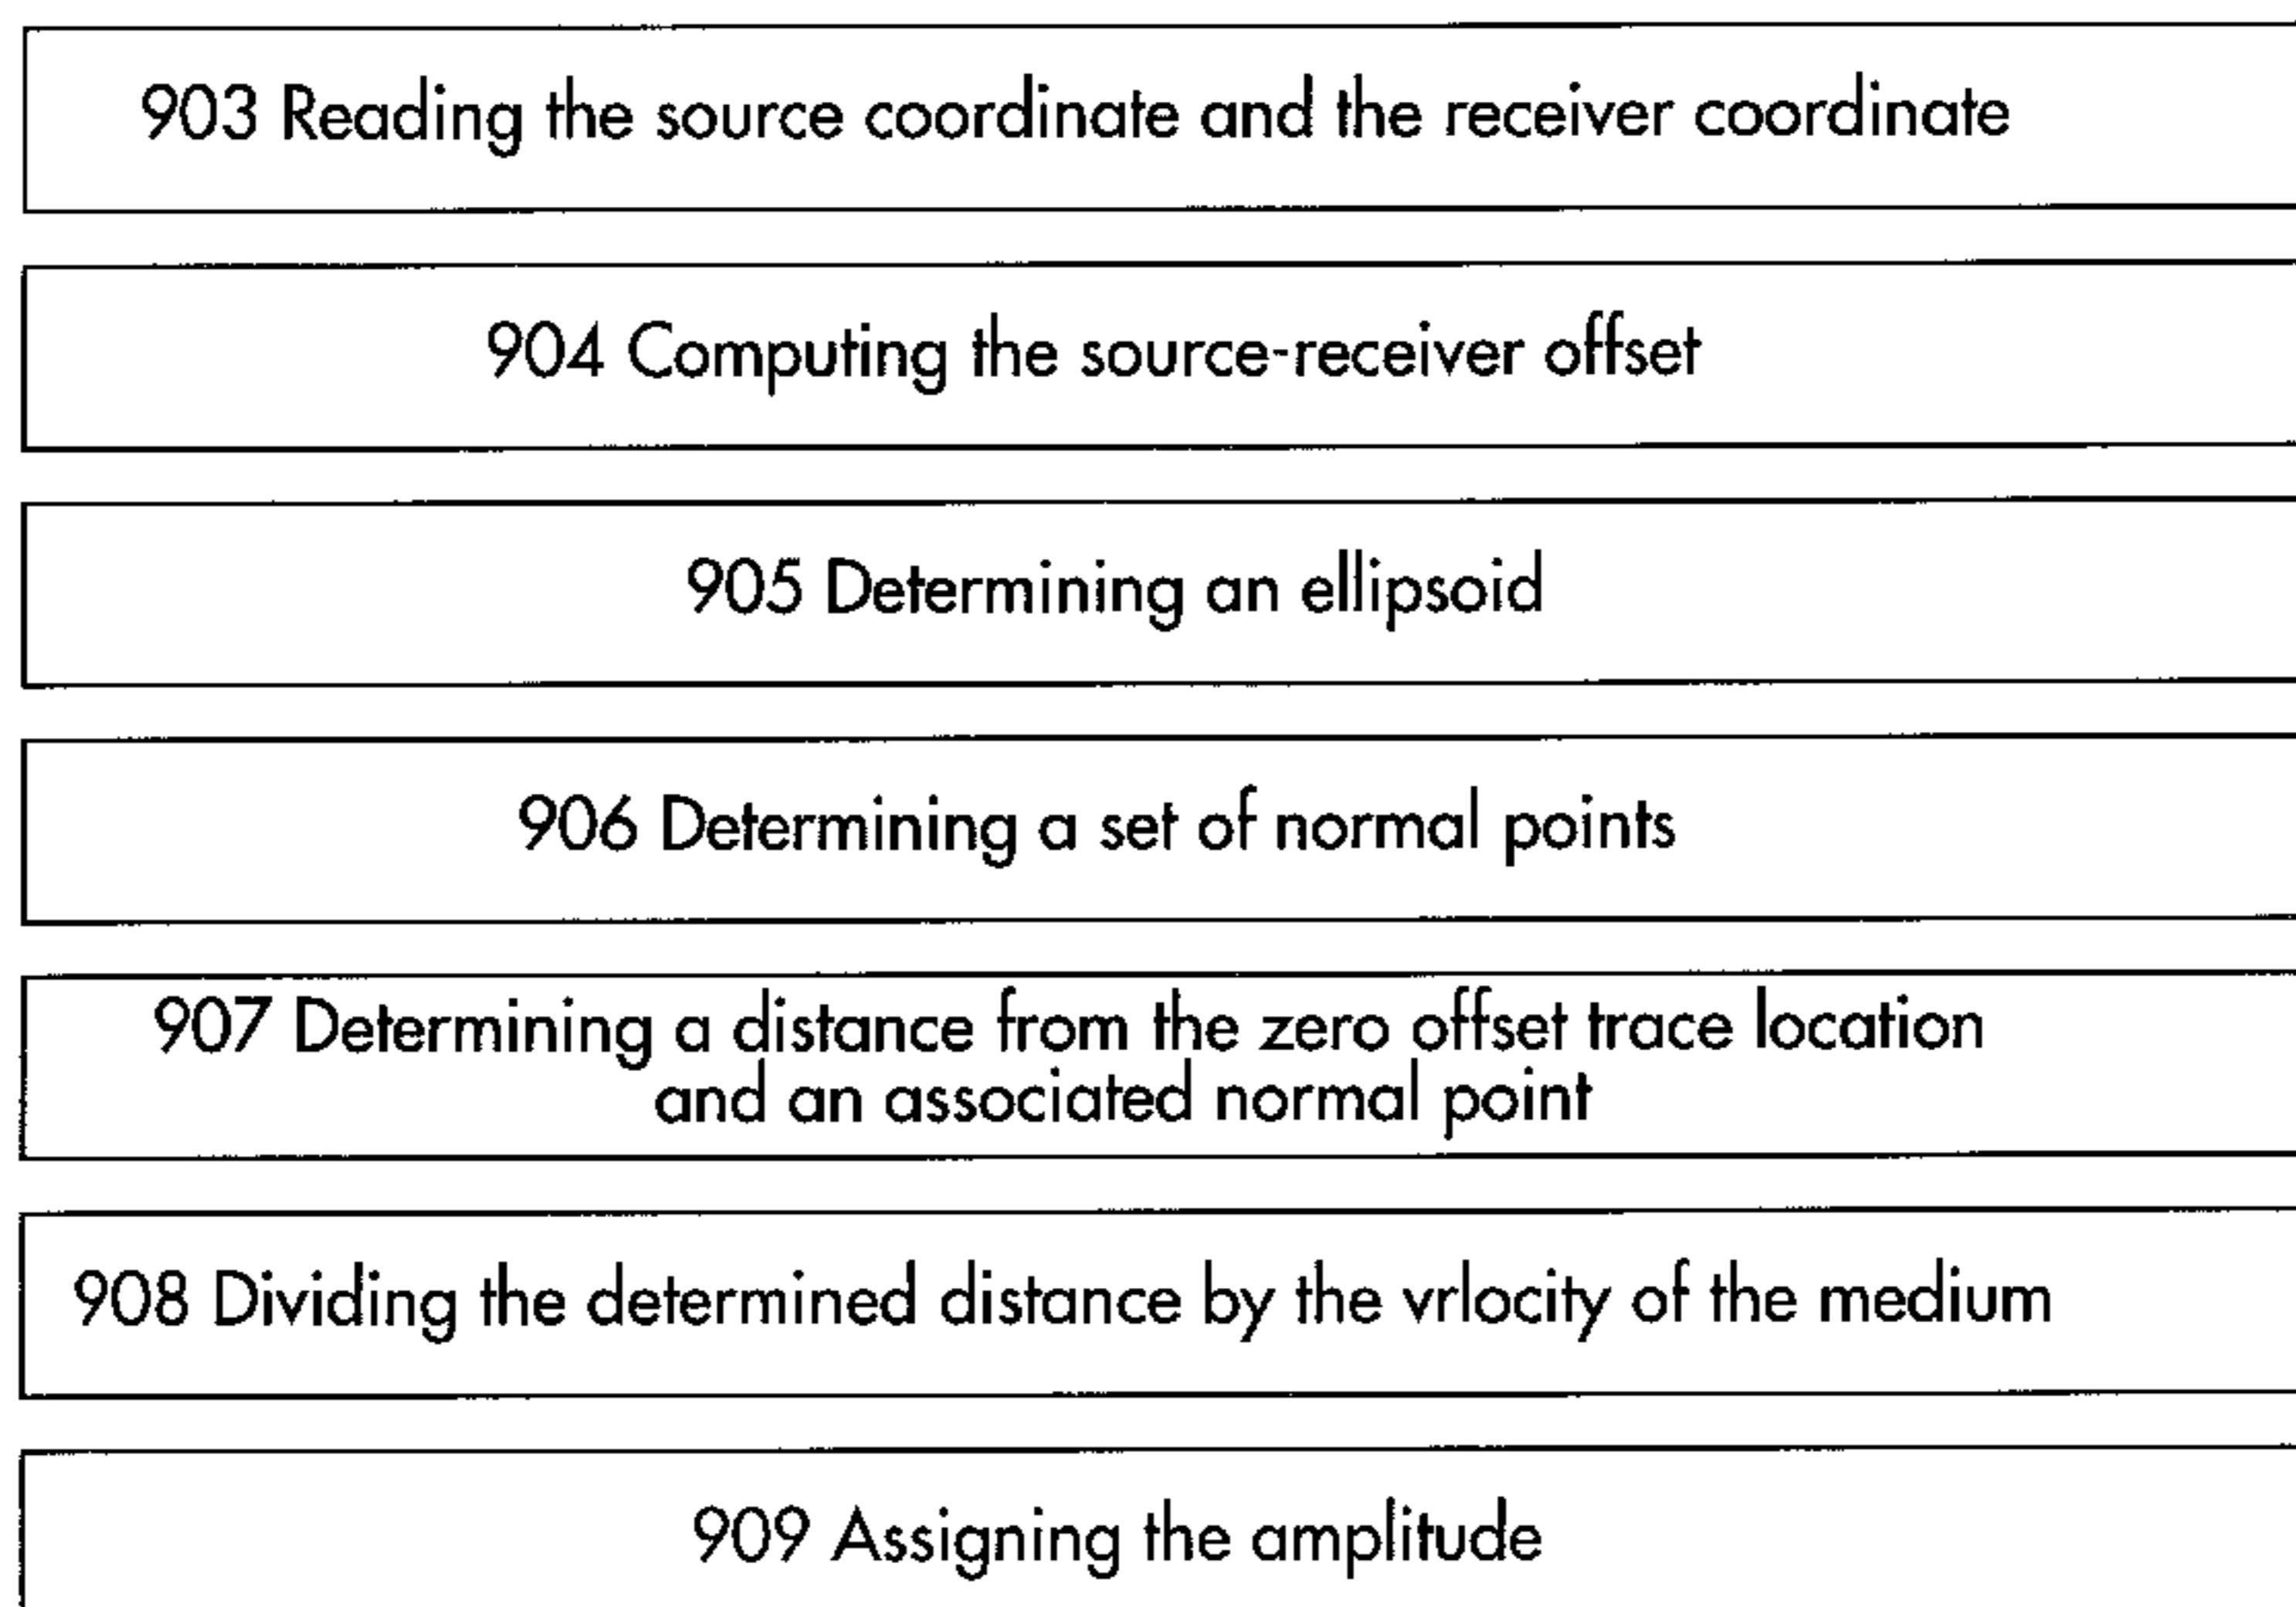 903 Reading the source coordinate and the receiver coordinate
904 Computing the source-receiver offset
905 Determining an ellipsoid
906 Determining a set of normal points
907 Determining a distance from the zero offset trace location
and an associated normal point
908 Dividing the determined distance by the vrlocity of the medium
909 Assigning the amplitude